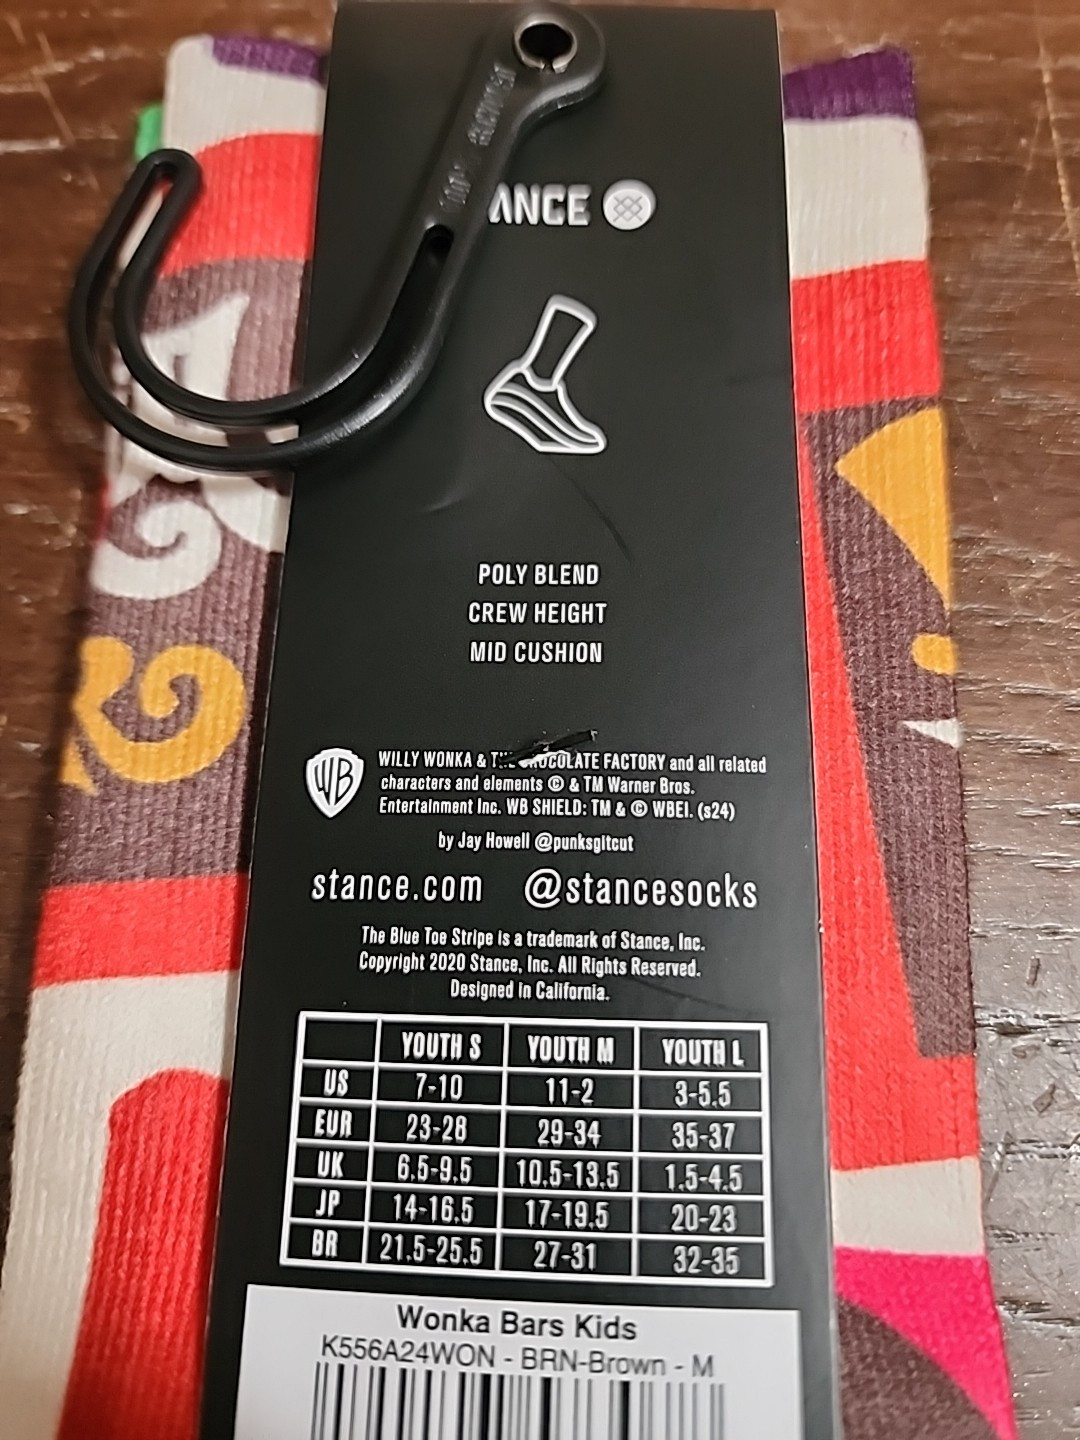 ANCE
POLY BLEND
CREW HEIGHT
MID CUSHION
WB
WILLY WONKA & THE CHOCOLATE FACTORY and all related
characters and elements © & TM Warner Bros.
Entertainment Inc. WB SHIELD: TM & © WBEI. (s24)
by Jay Howell @punksgitcut
stance.com @stancesocks
The Blue Toe Stripe is a trademark of Stance, Inc.
Copyright 2020 Stance, Inc. All Rights Reserved.
Designed in California.
YOUTH S YOUTH M YOUTH L
US 7-10 11-2 3-5.5
EUR 23-28 29-34 35-37
UK 6.5-9.5 10.5-13.5 1.5-4.5
JP 14-16.5 17-19.5 20-23
BR 21.5-25.5 27-31 32-35
Wonka Bars Kids
K556A24WON - BRN-Brown - M